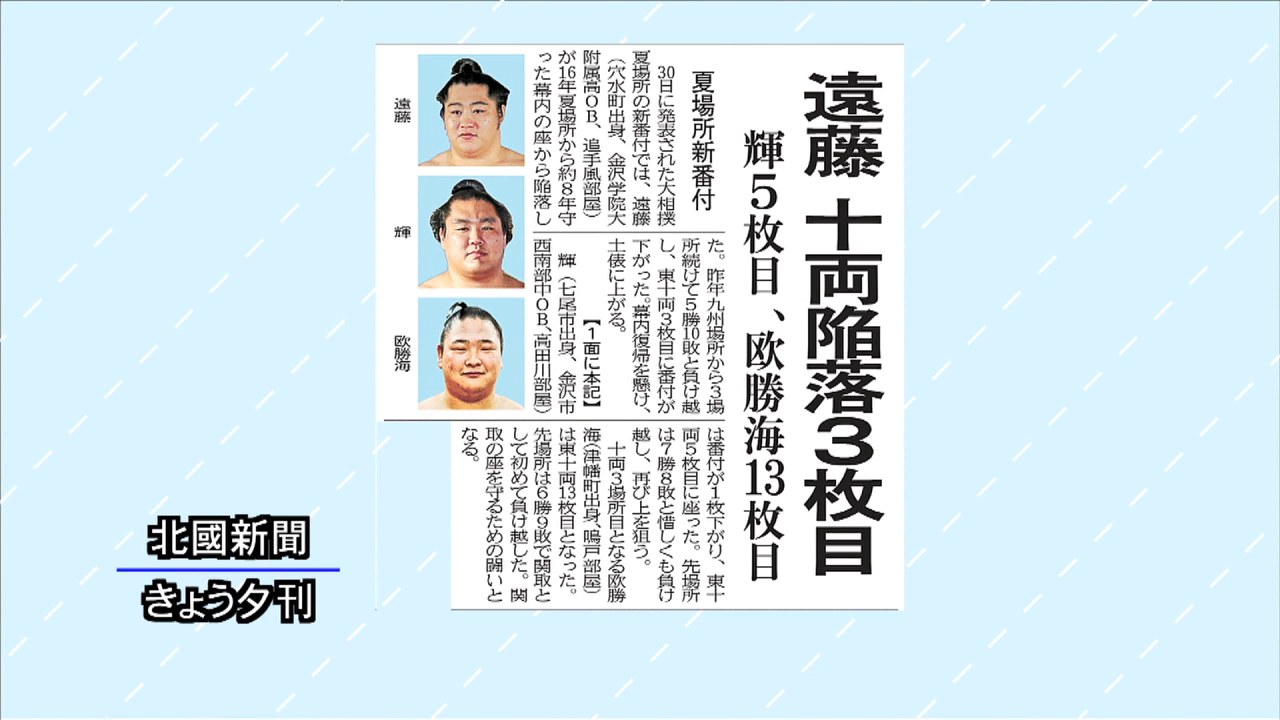 遠藤 十両陥落3枚目
輝5枚目、欧勝海13枚目
夏場所新番付
30日に発表された大相撲
夏場所の新番付では、遠藤
（穴水町出身、金沢学院大
附属高ＯＢ、追手風部屋）
が16年夏場所から約８年守
った幕内の座から陥落し
た。昨年九州場所から３場
所続けて５勝10敗と負け越
し、東十両３枚目に番付が
下がった。幕内復帰を懸け、
土俵に上がる。
【１面に本記】
輝（七尾市出身、金沢市
西南部中ＯＢ、高田川部屋）
は番付が１枚下がり、東十
両５枚目に座った。先場所
は７勝８敗と惜しくも負け
越し、再び上を狙う。
十両３場所目となる欧勝
海（津幡町出身、鳴戸部屋）
は東十両13枚目となった。
先場所は６勝９敗で関取と
して初めて負け越した。関
取の座を守るための闘いと
なる。
遠藤
輝
欧勝海
北國新聞
きょう夕刊